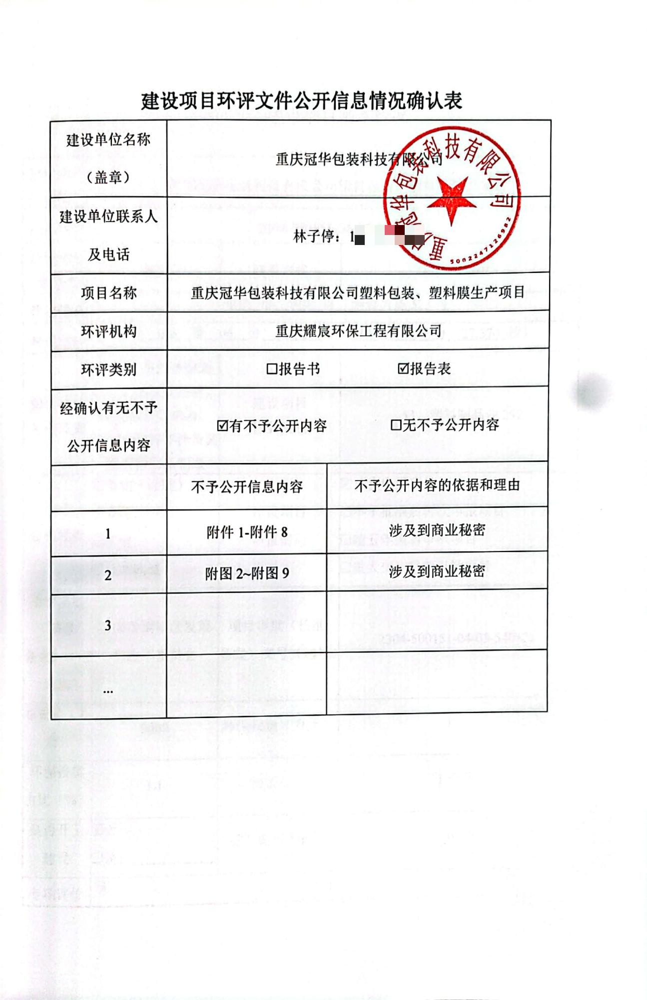 建设项目环评文件公开信息情况确认表
建设单位名称
（盖章）
重庆冠华包装科技有限公司
建设单位联系人
及电话
林子停：1
重庆冠华包装科技有限公司
5002247126982
项目名称
重庆冠华包装科技有限公司塑料包装、塑料膜生产项目
环评机构
重庆耀宸环保工程有限公司
环评类别
☐报告书 ☑报告表
经确认有无不予
公开信息内容
☑有不予公开内容 ☐无不予公开内容
不予公开信息内容 不予公开内容的依据和理由
1 附件 1-附件 8 涉及到商业秘密
2 附图 2~附图 9 涉及到商业秘密
3
...